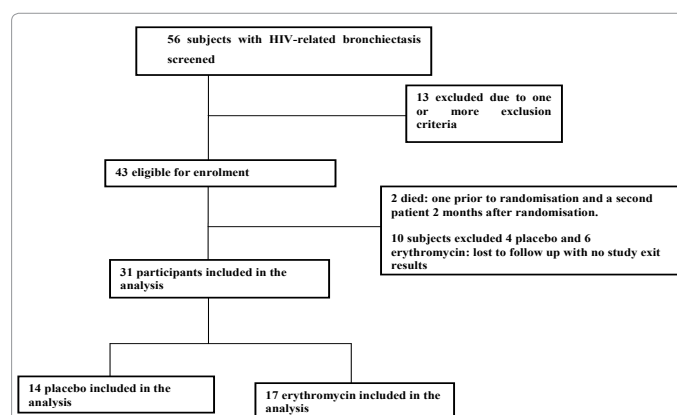 56 subjects with HIV-related bronchiectasis
screened
13 excluded due to one
or more exclusion
criteria
43 eligible for enrolment
2 died: one prior to randomisation and a second
patient 2 months after randomisation.
10 subjects excluded 4 placebo and 6
erythromycin: lost to follow up with no study exit
results
31 participants included in the
analysis
14 placebo included in the
analysis
17 erythromycin included in the
analysis